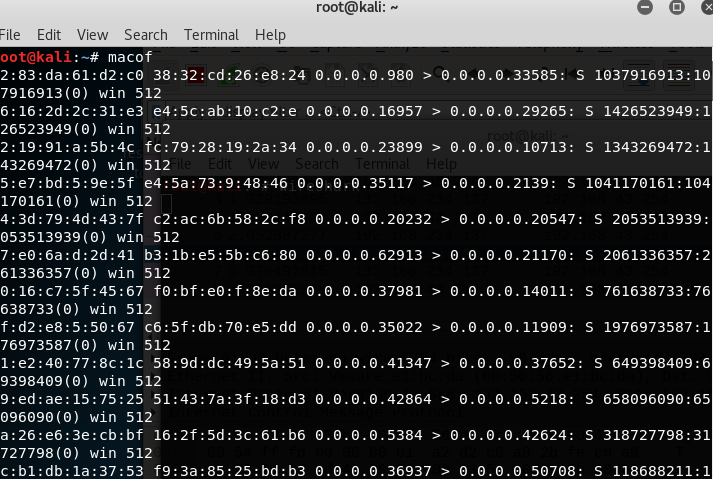 root@kali: ~
File Edit View Search Terminal Help
oot@kali:~# macof
2:83:da:61:d2:c0 38:32:cd:26:e8:24 0.0.0.0.980 > 0.0.0.0.33585: S 1037916913:10
7916913(0) win 512
6:16:2d:2c:31:e3 e4:5c:ab:10:c2:e 0.0.0.0.16957 > 0.0.0.0.29265: S 1426523949:1
426523949(0) win 512
2:19:91:a:5b:4c fc:79:28:19:2a:34 0.0.0.0.23899 > 0.0.0.0.10713: S 1343269472:1
43269472(0) win 512
5:e7:bd:5:9e:5f e4:5a:73:9:48:46 0.0.0.0.35117 > 0.0.0.0.2139: S 1041170161:104
170161(0) win 512
4:3d:79:4d:43:7f c2:ac:6b:58:2c:f8 0.0.0.0.20232 > 0.0.0.0.20547: S 2053513939:
053513939(0) win 512
7:e0:6a:d:2d:41 b3:1b:e5:5b:c6:80 0.0.0.0.62913 > 0.0.0.0.21170: S 2061336357:2
61336357(0) win 512
0:16:c7:5f:45:67 f0:bf:e0:f:8e:da 0.0.0.0.37981 > 0.0.0.0.14011: S 761638733:76
638733(0) win 512
f:d2:e8:5:50:67 c6:5f:db:70:e5:dd 0.0.0.0.35022 > 0.0.0.0.11909: S 1976973587:1
76973587(0) win 512
1:e2:40:77:8c:1c 58:9d:dc:49:5a:51 0.0.0.0.41347 > 0.0.0.0.37652: S 649398409:6
9398409(0) win 512
9:ed:ae:15:75:25 51:43:7a:3f:18:d3 0.0.0.0.42864 > 0.0.0.0.5218: S 658096090:65
096090(0) win 512
a:26:e6:3e:cb:bf 16:2f:5d:3c:61:b6 0.0.0.0.5384 > 0.0.0.0.42624: S 318727798:31
727798(0) win 512
c:b1:db:1a:37:53 f9:3a:85:25:bd:b3 0.0.0.0.36937 > 0.0.0.0.50708: S 118688211:1
root@kali: ~
File Edit View Search Terminal Help